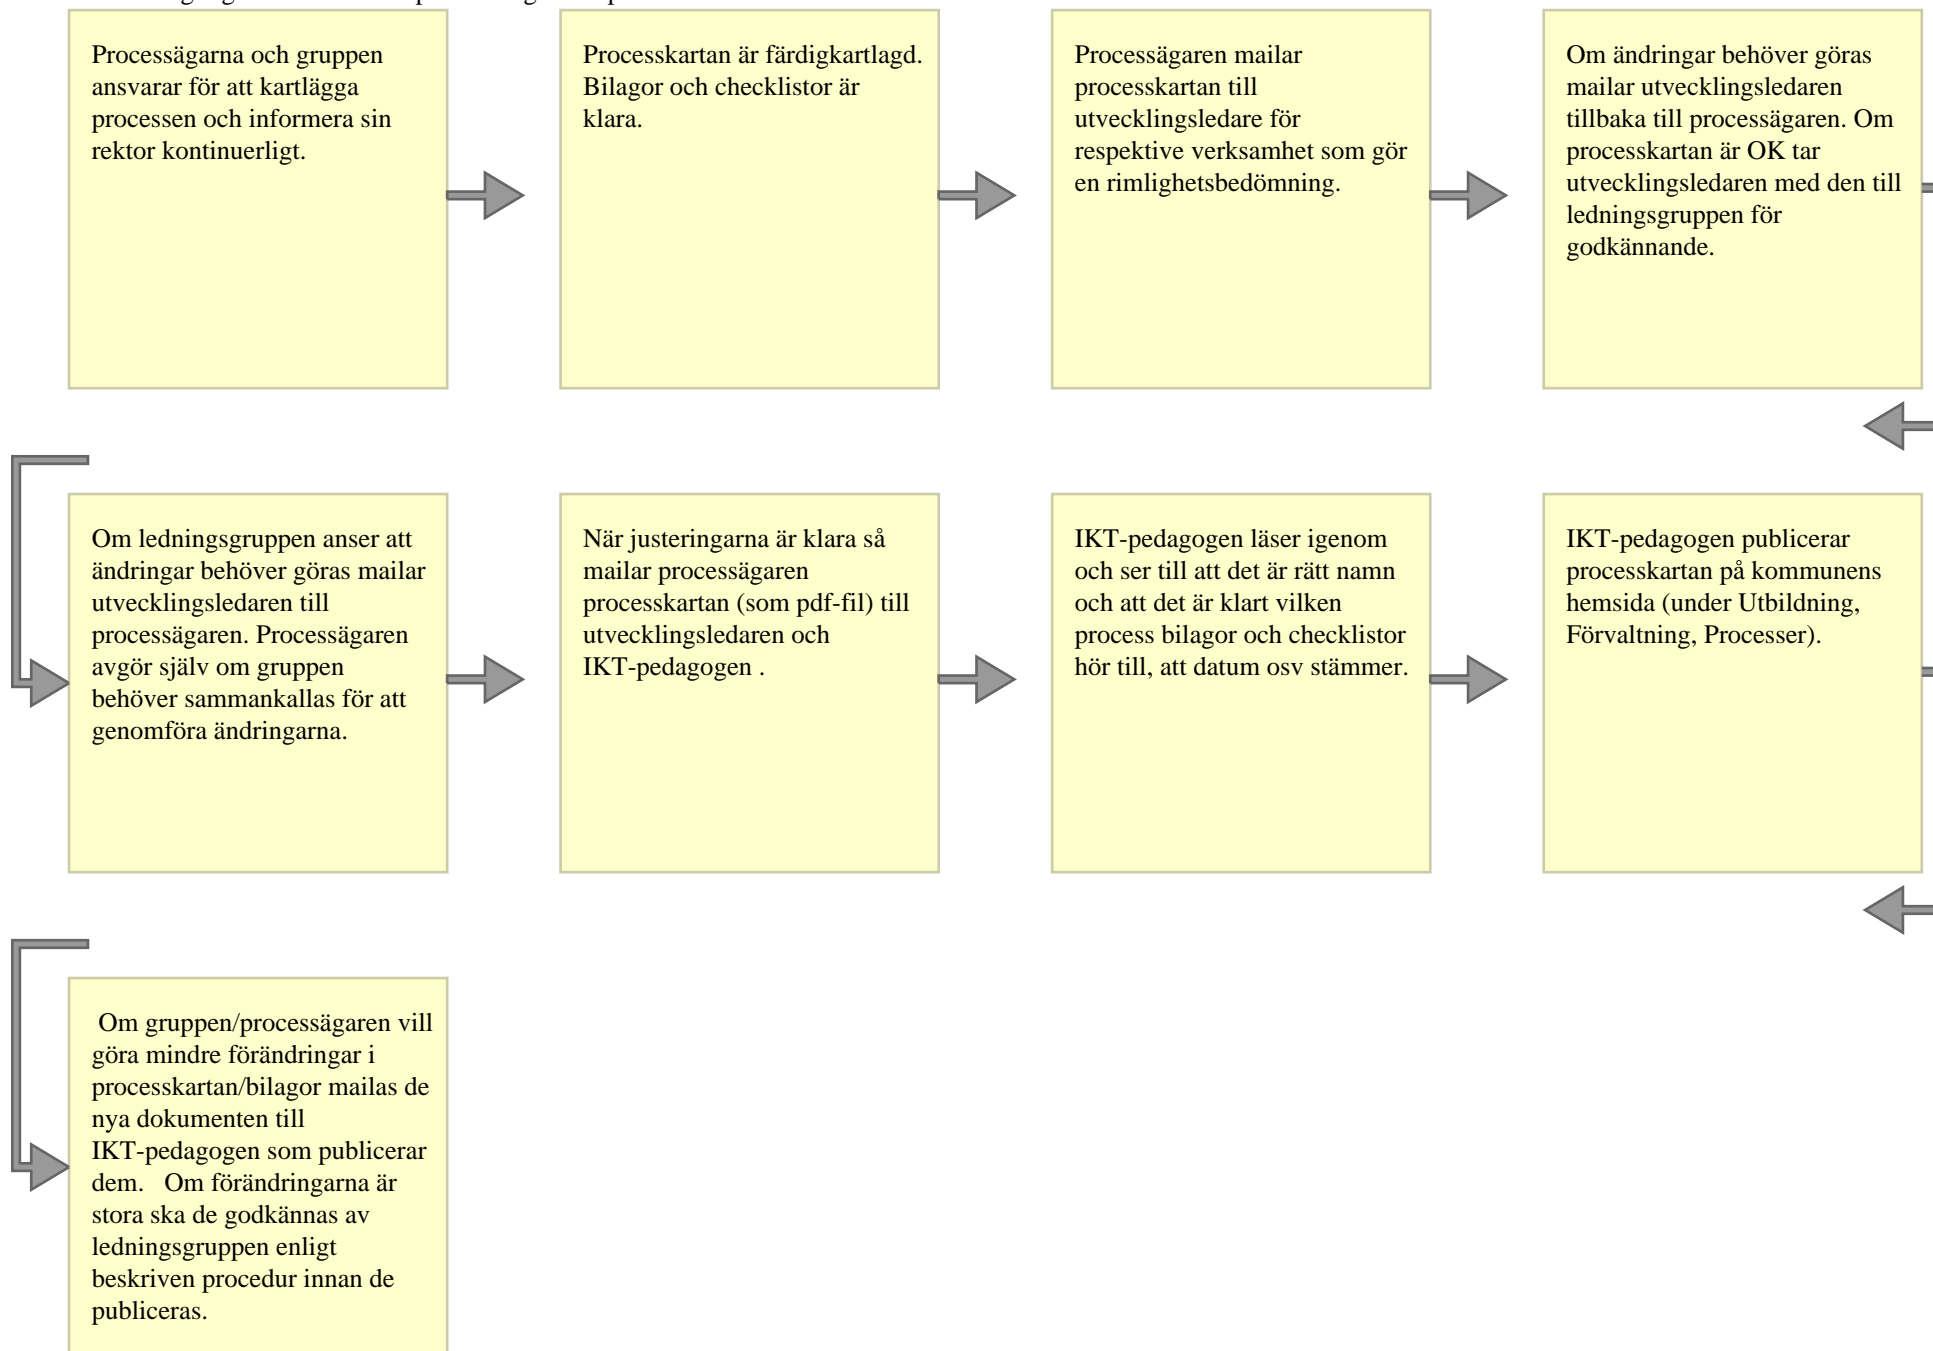 Processägarna och gruppen
ansvarar för att kartlägga
processen och informera sin
rektor kontinuerligt.
Processkartan är färdigkartlagd.
Bilagor och checklistor är
klara.
Processägaren mailar
processkartan till
utvecklingsledare för
respektive verksamhet som gör
en rimlighetsbedömning.
Om ändringar behöver göras
mailar utvecklingsledaren
tillbaka till processägaren. Om
processkartan är OK tar
utvecklingsledaren med den till
ledningsgruppen för
godkännande.
Om ledningsgruppen anser att
ändringar behöver göras mailar
utvecklingsledaren till
processägaren. Processägaren
avgör själv om gruppen
behöver sammankallas för att
genomföra ändringarna.
När justeringarna är klara så
mailar processägaren
processkartan (som pdf-fil) till
utvecklingsledaren och
IKT-pedagogen .
IKT-pedagogen läser igenom
och ser till att det är rätt namn
och att det är klart vilken
process bilagor och checklistor
hör till, att datum osv stämmer.
IKT-pedagogen publicerar
processkartan på kommunens
hemsida (under Utbildning,
Förvaltning, Processer).
Om gruppen/processägaren vill
göra mindre förändringar i
processkartan/bilagor mailas de
nya dokumenten till
IKT-pedagogen som publicerar
dem.   Om förändringarna är
stora ska de godkännas av
ledningsgruppen enligt
beskriven procedur innan de
publiceras.